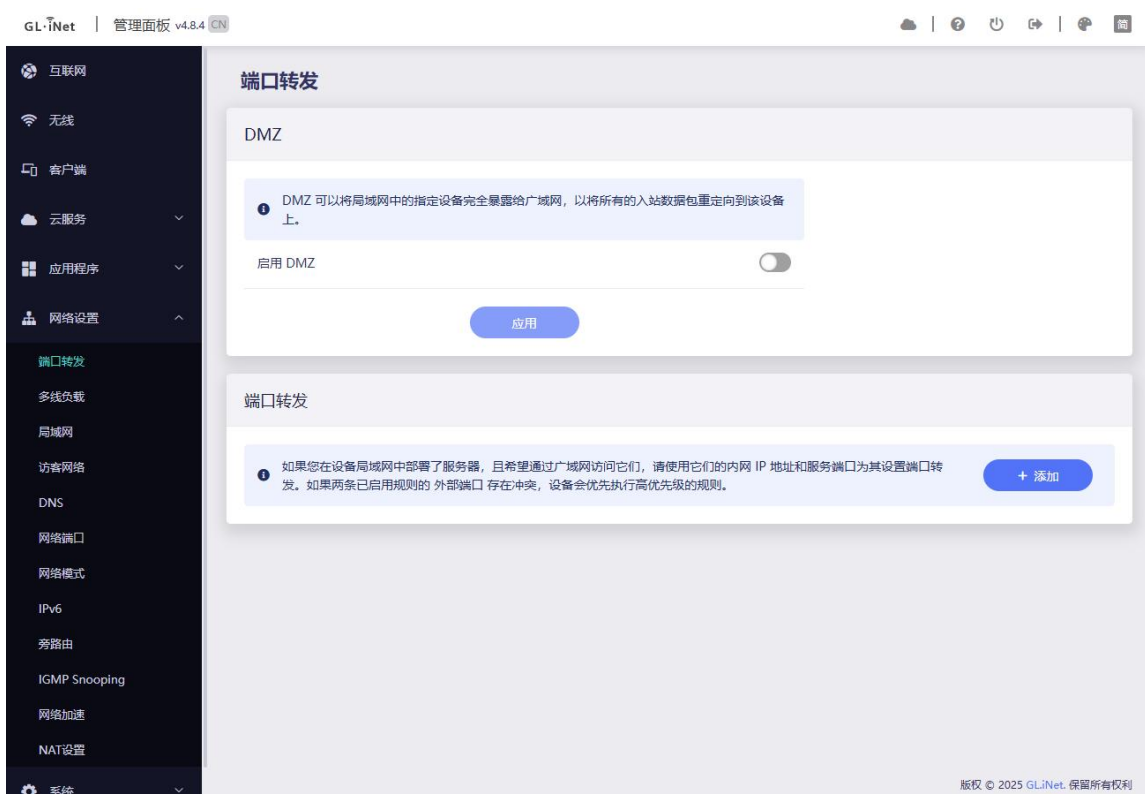 GL·iNet | 管理面板 v4.8.4 CN
简
互联网
无线
客户端
云服务
应用程序
网络设置
端口转发
多线负载
局域网
访客网络
DNS
网络端口
网络模式
IPv6
旁路由
IGMP Snooping
网络加速
NAT设置
系统
端口转发
DMZ
DMZ 可以将局域网中的指定设备完全暴露给广域网，以将所有的入站数据包重定向到该设备
上。
启用 DMZ
应用
端口转发
如果您在设备局域网中部署了服务器，且希望通过广域网访问它们，请使用它们的内网 IP 地址和服务端口为其设置端口转
发。如果两条已启用规则的 外部端口 存在冲突，设备会优先执行高优先级的规则。
+ 添加
版权 © 2025 GL.iNet. 保留所有权利